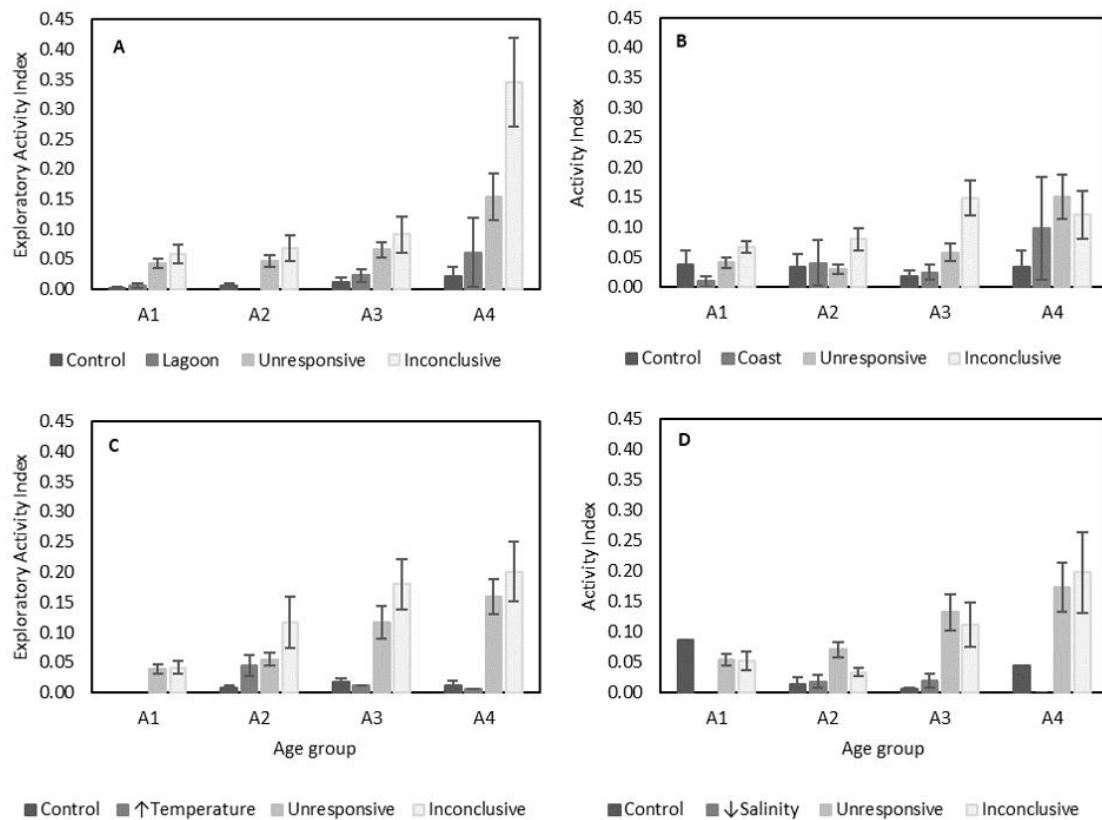 A
Exploratory Activity Index
0.45
0.40
0.35
0.30
0.25
0.20
0.15
0.10
0.05
0.00
A1 A2 A3 A4
Control Lagoon Unresponsive Inconclusive
B
Activity Index
0.45
0.40
0.35
0.30
0.25
0.20
0.15
0.10
0.05
0.00
A1 A2 A3 A4
Control Coast Unresponsive Inconclusive
C
Exploratory Activity Index
0.45
0.40
0.35
0.30
0.25
0.20
0.15
0.10
0.05
0.00
A1 A2 A3 A4
Age group
Control ↑Temperature Unresponsive Inconclusive
D
Activity Index
0.45
0.40
0.35
0.30
0.25
0.20
0.15
0.10
0.05
0.00
A1 A2 A3 A4
Age group
Control ↓Salinity Unresponsive Inconclusive